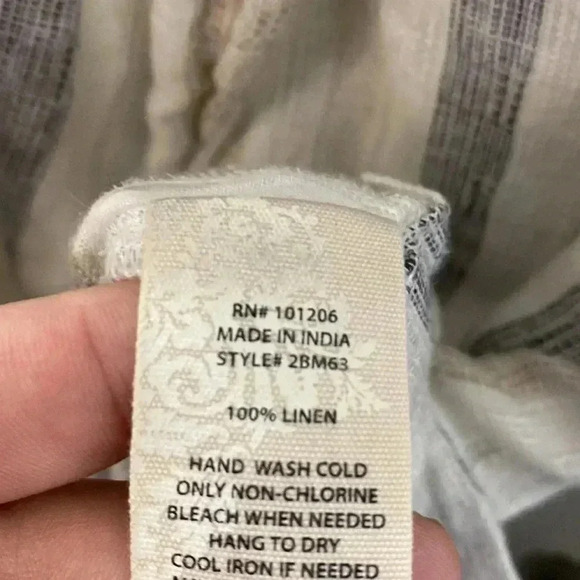 RN# 101206
MADE IN INDIA
STYLE# 2BM63
100% LINEN
HAND WASH COLD
ONLY NON-CHLORINE
BLEACH WHEN NEEDED
HANG TO DRY
COOL IRON IF NEEDED